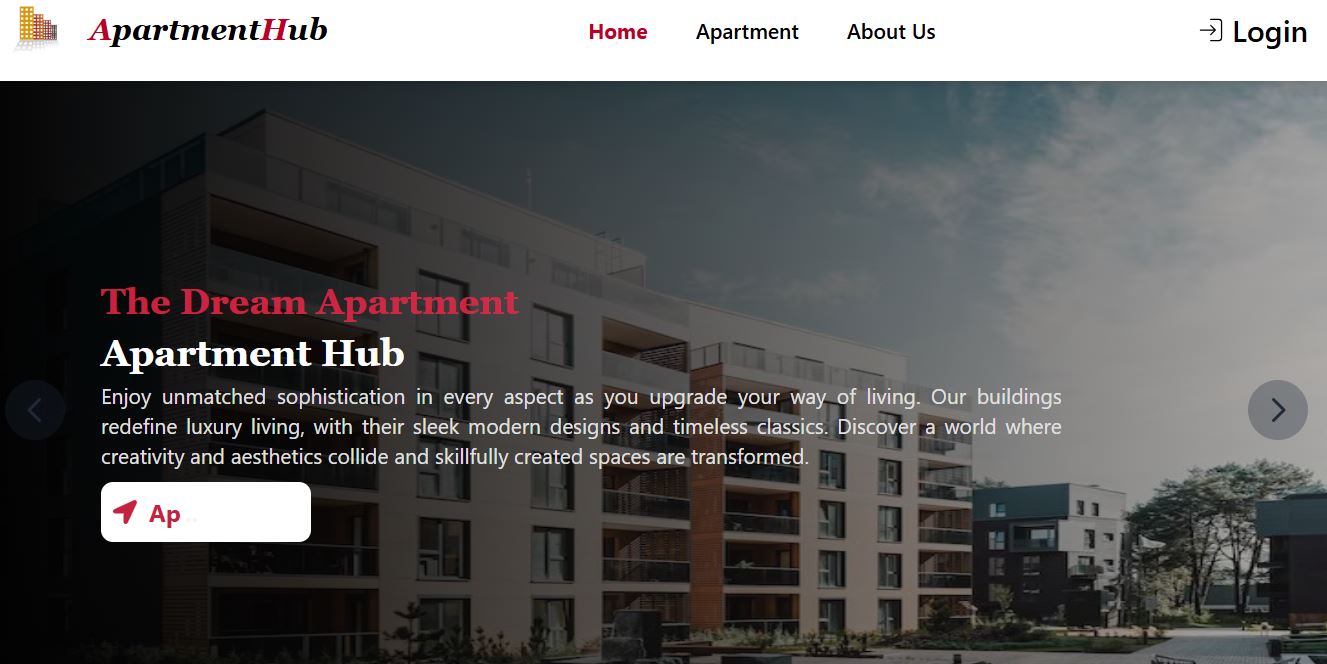 ApartmentHub
Home
Apartment
About Us
Login
The Dream Apartment
Apartment Hub
Enjoy unmatched sophistication in every aspect as you upgrade your way of living. Our buildings
redefine luxury living, with their sleek modern designs and timeless classics. Discover a world where
creativity and aesthetics collide and skillfully created spaces are transformed.
Ap ..